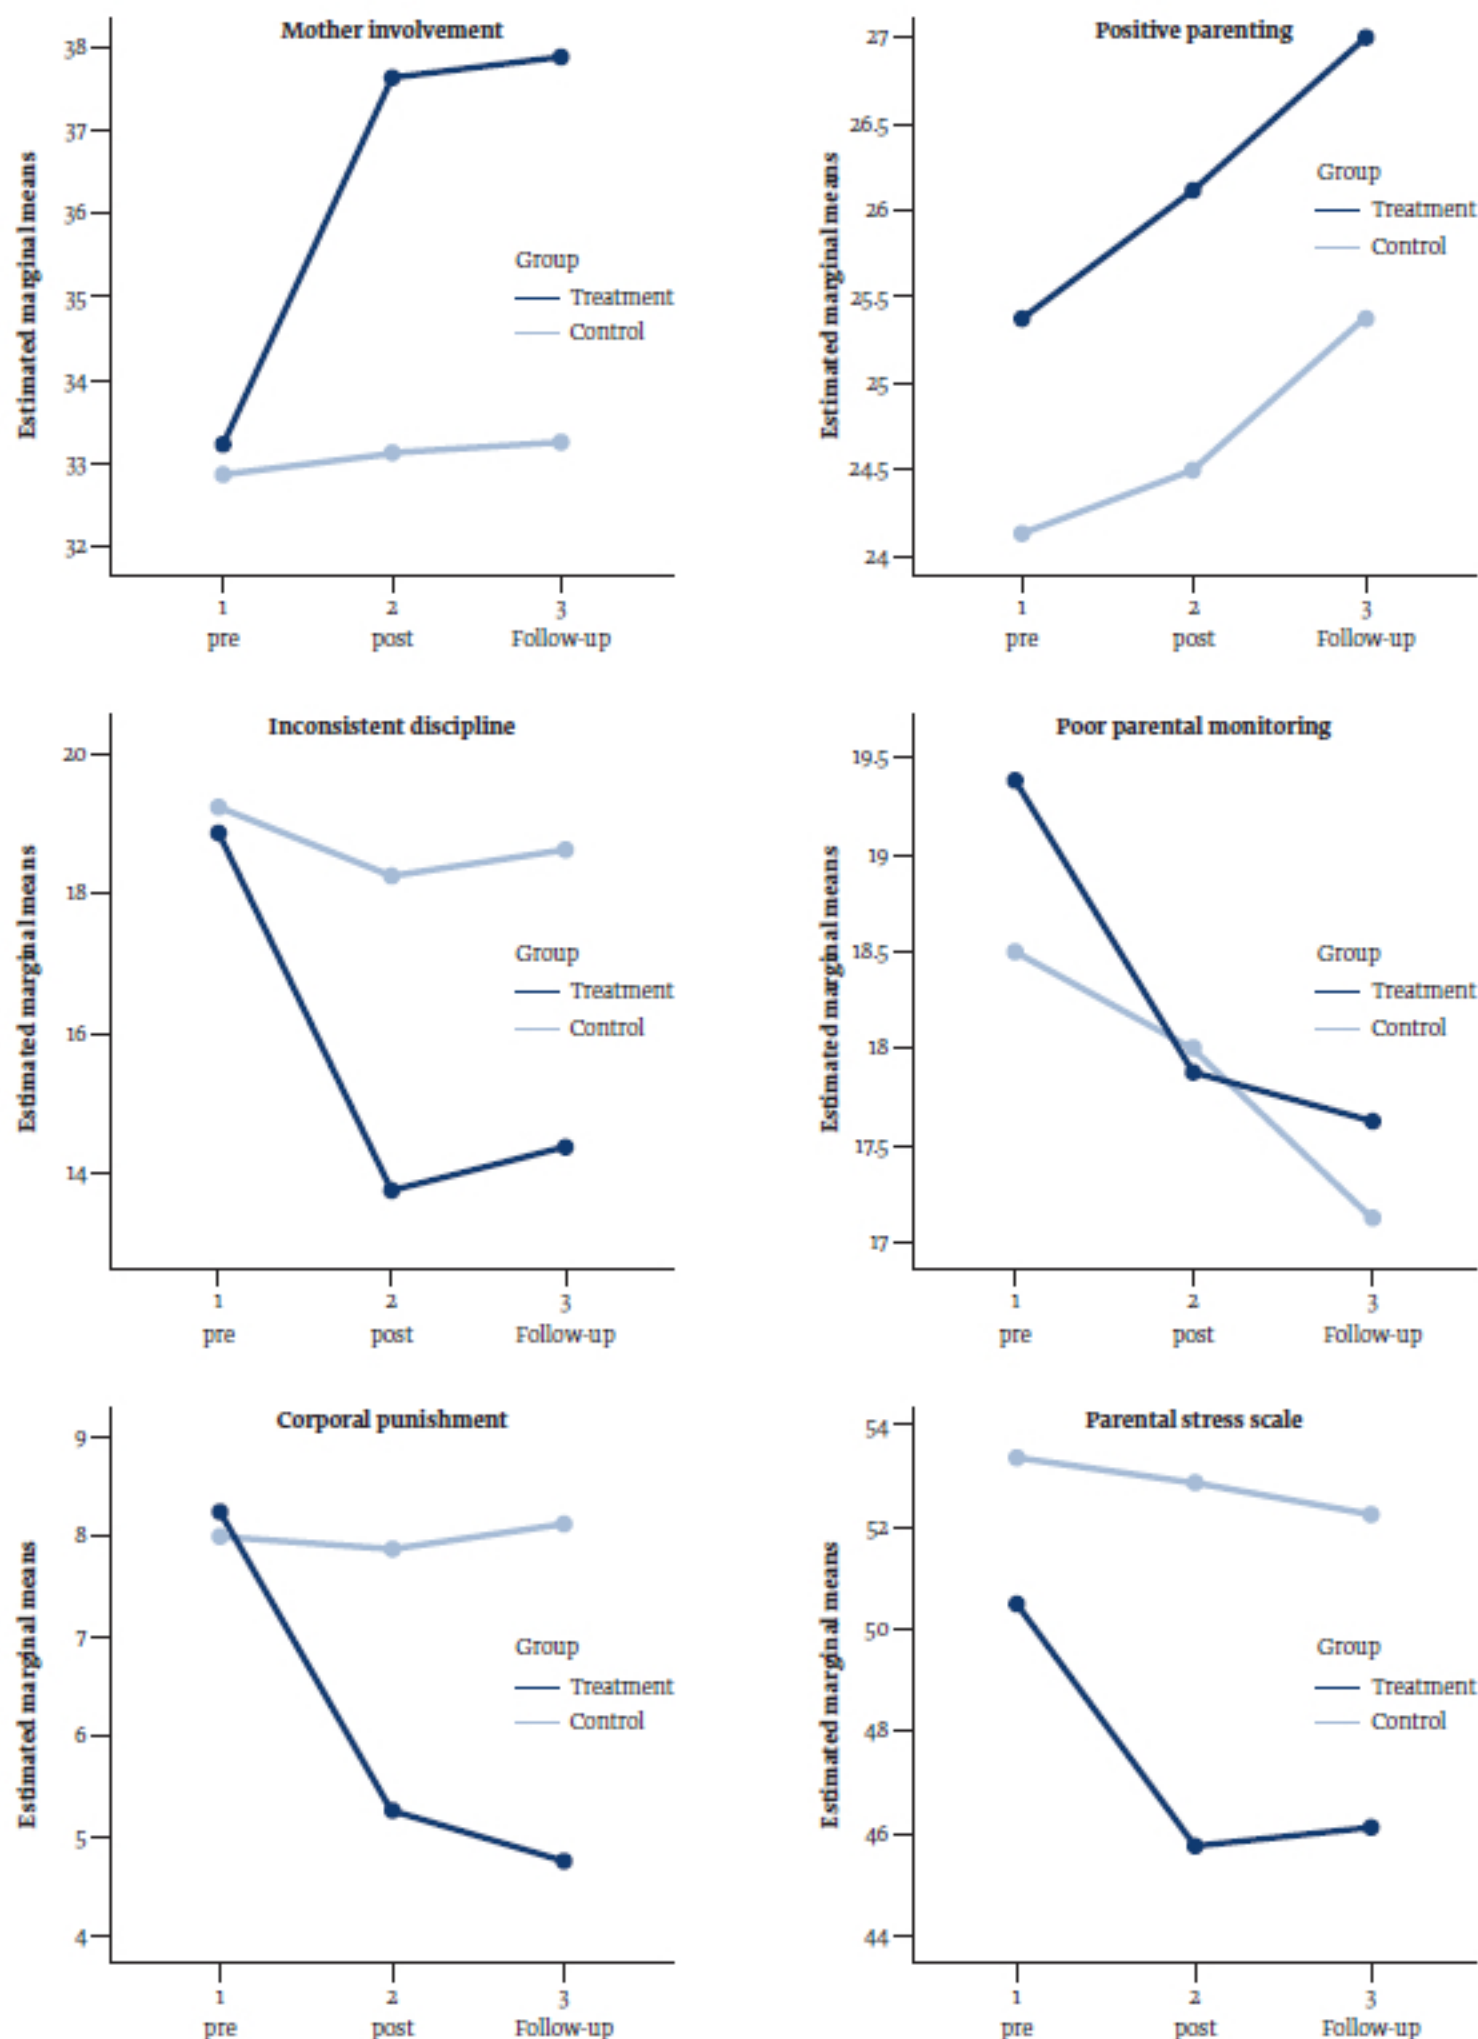 Mother involvement
38
37
36
35
34
33
32
Estimated marginal means
Group
Treatment
Control
1
2
3
pre
post
Follow-up
Positive parenting
27
26.5
26
25.5
25
24.5
24
Estimated marginal means
Group
Treatment
Control
1
2
3
pre
post
Follow-up
Inconsistent discipline
20
18
16
14
Estimated marginal means
Group
Treatment
Control
1
2
3
pre
post
Follow-up
Poor parental monitoring
19.5
19
18.5
18
17.5
17
Estimated marginal means
Group
Treatment
Control
1
2
3
pre
post
Follow-up
Corporal punishment
9
8
7
6
5
4
Estimated marginal means
Group
Treatment
Control
1
2
3
pre
post
Follow-up
Parental stress scale
54
52
50
48
46
44
Estimated marginal means
Group
Treatment
Control
1
2
3
pre
post
Follow-up